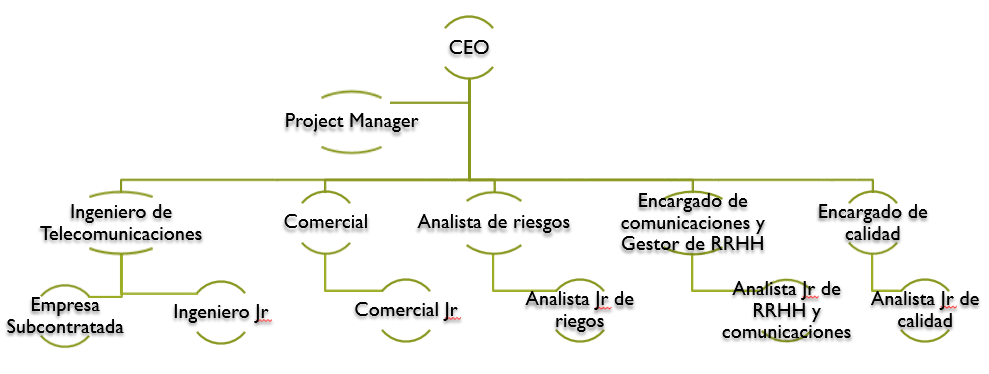 CEO
Project Manager
Ingeniero de
Telecomunicaciones
Comercial
Analista de riesgos
Encargado de
comunicaciones y
Gestor de RRHH
Encargado de
calidad
Empresa
Subcontratada
Ingeniero Jr
Comercial Jr
Analista Jr de
riegos
Analista Jr de
RRHH y
comunicaciones
Analista Jr de
calidad